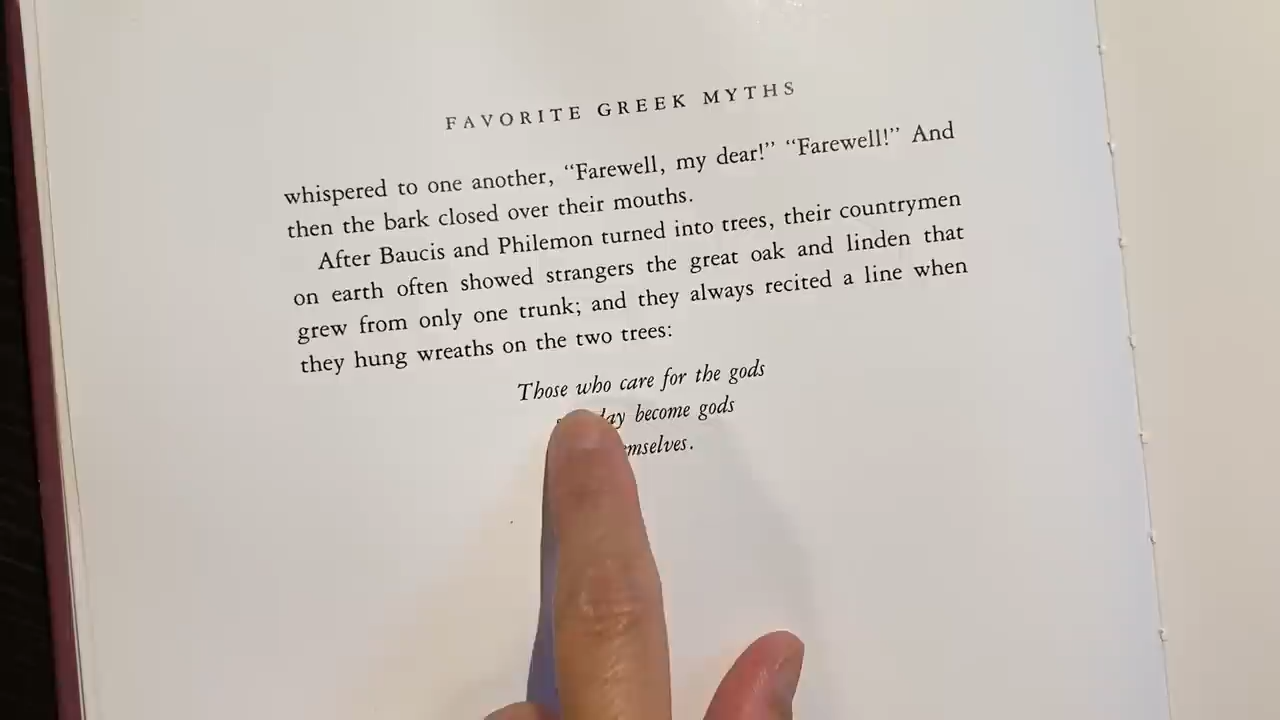 FAVORITE GREEK MYTHS
whispered to one another, “Farewell, my dear!” “Farewell!” And
then the bark closed over their mouths.
After Baucis and Philemon turned into trees, their countrymen
on earth often showed strangers the great oak and linden that
grew from only one trunk; and they always recited a line when
they hung wreaths on the two trees:
Those who care for the gods
become gods